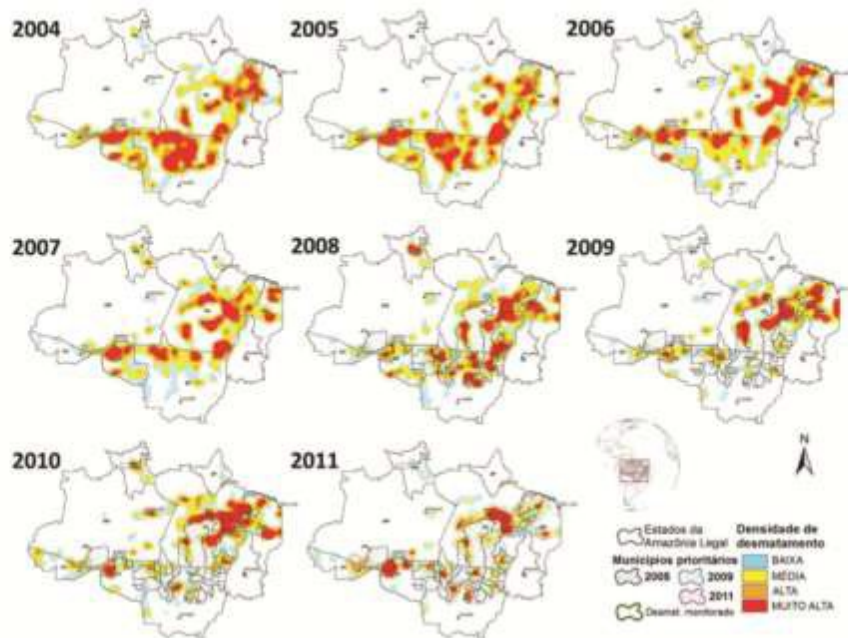 2004
2005
2006
2007
2008
2009
2010
2011
N
Estados da
Amazônia Legal
Municípios prioritários
2008
2009
2011
Desmat. monitorado
Densidade de
desmatamento
BAIXA
MÉDIA
ALTA
MUITO ALTA